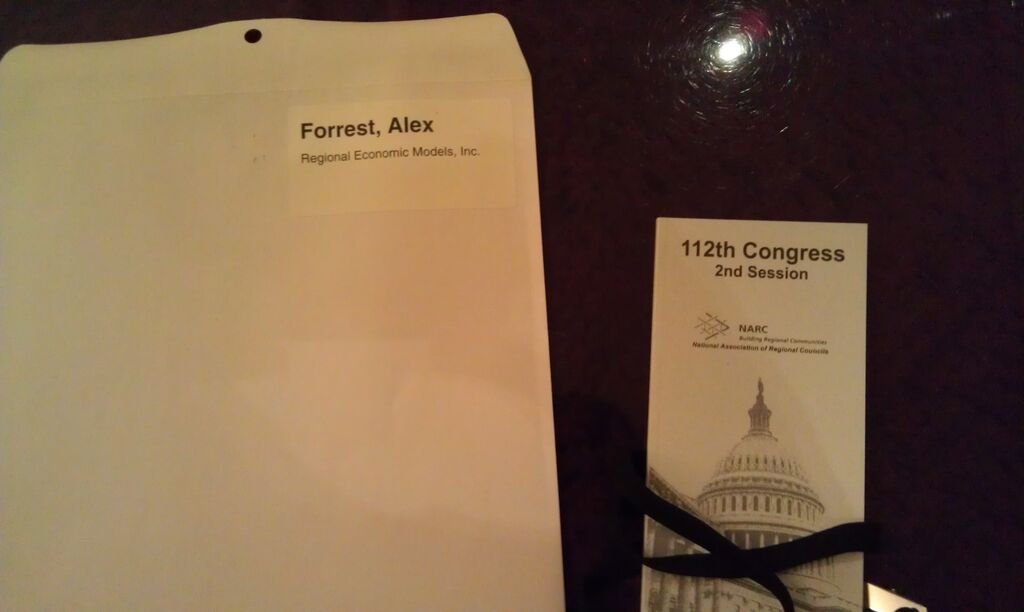 Forrest, Alex
Regional Economic Models, Inc.
112th Congress
2nd Session
NARC
Building Regional Communities
National Association of Regional Councils